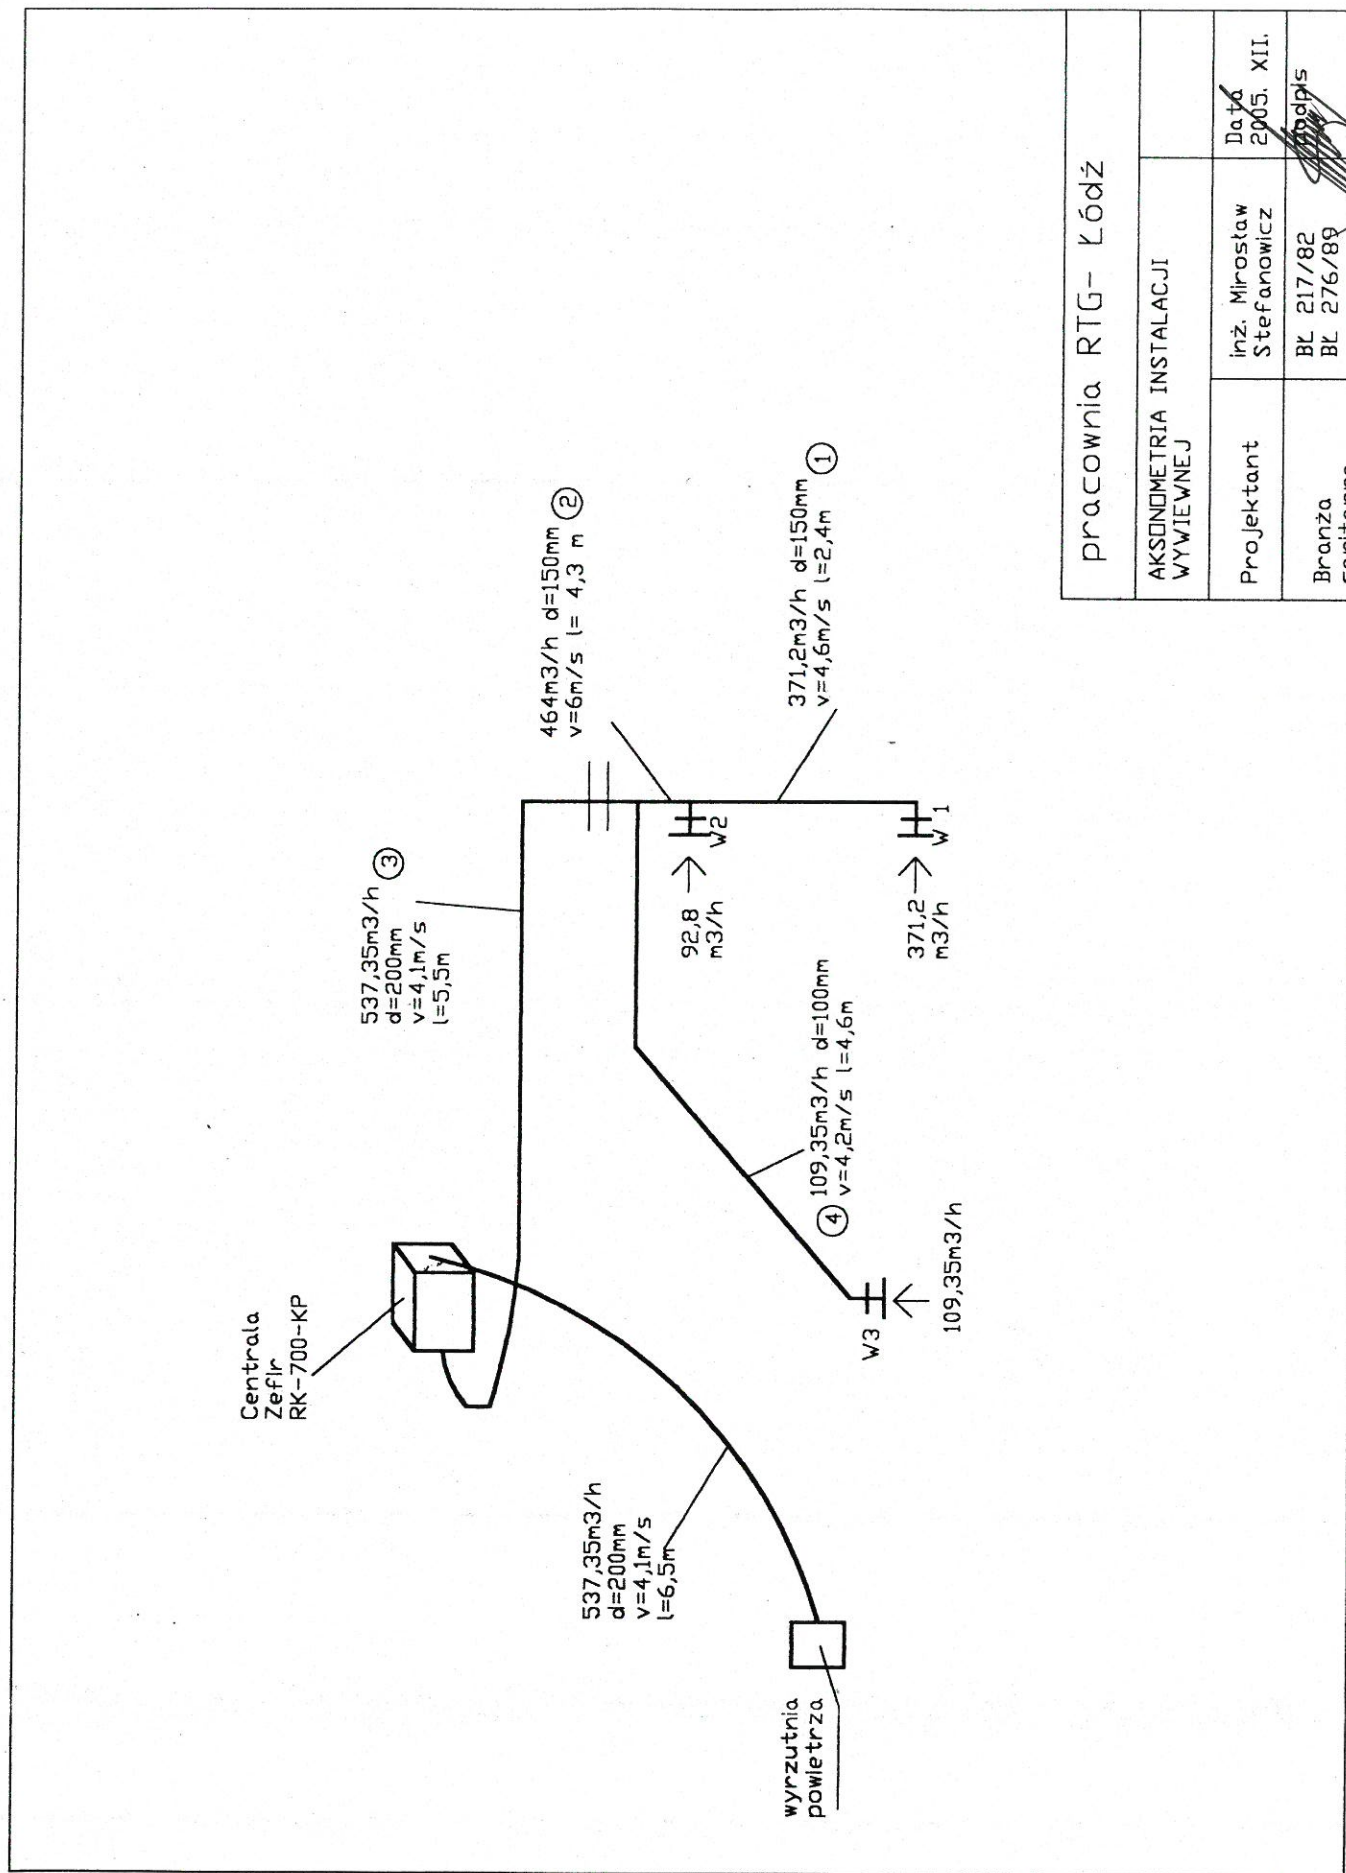 Centrala
Zefir
RK-700-KP
537,35m3/h
d=200mm
v=4,1m/s
l=5,5m
3
464m3/h d=150mm
v=6m/s l= 4,3 m
2
537,35m3/h
d=200mm
v=4,1m/s
l=6,5m
92,8
m3/h
W2
371,2m3/h d=150mm
v=4,6m/s l=2,4m
1
wyrzutnia
powietrza
4
109,35m3/h d=100mm
v=4,2m/s l=4,6m
W3
109,35m3/h
371,2
m3/h
W 1
pracownia RTG- Łódź
AKSONOMETRIA INSTALACJI
WYWIEWNEJ
Projektant
inż. Mirosław
Stefanowicz
Data
2005. XII.
Branża
BŁ 217/82
BŁ 276/89
Podpis